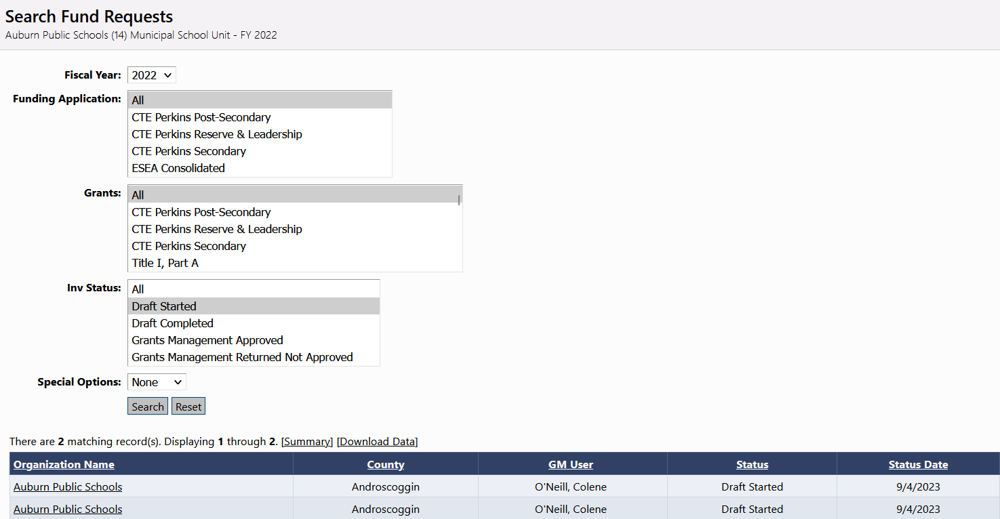 Search Fund Requests
Auburn Public Schools (14) Municipal School Unit - FY 2022
Fiscal Year: 2022
Funding Application: All
CTE Perkins Post-Secondary
CTE Perkins Reserve & Leadership
CTE Perkins Secondary
ESEA Consolidated
Grants: All
CTE Perkins Post-Secondary
CTE Perkins Reserve & Leadership
CTE Perkins Secondary
Title I, Part A
Inv Status: All
Draft Started
Draft Completed
Grants Management Approved
Grants Management Returned Not Approved
Special Options: None
Search Reset
There are 2 matching record(s). Displaying 1 through 2. [Summary] [Download Data]
Organization Name County GM User Status Status Date
Auburn Public Schools Androscoggin O'Neill, Colene Draft Started 9/4/2023
Auburn Public Schools Androscoggin O'Neill, Colene Draft Started 9/4/2023